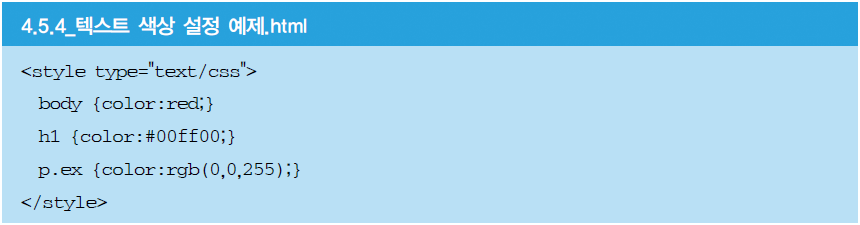 4.5.4_텍스트 색상 설정 예제.html
<style type="text/css">
body {color:red;}
h1 {color:#00ff00;}
p.ex {color:rgb(0,0,255);}
</style>